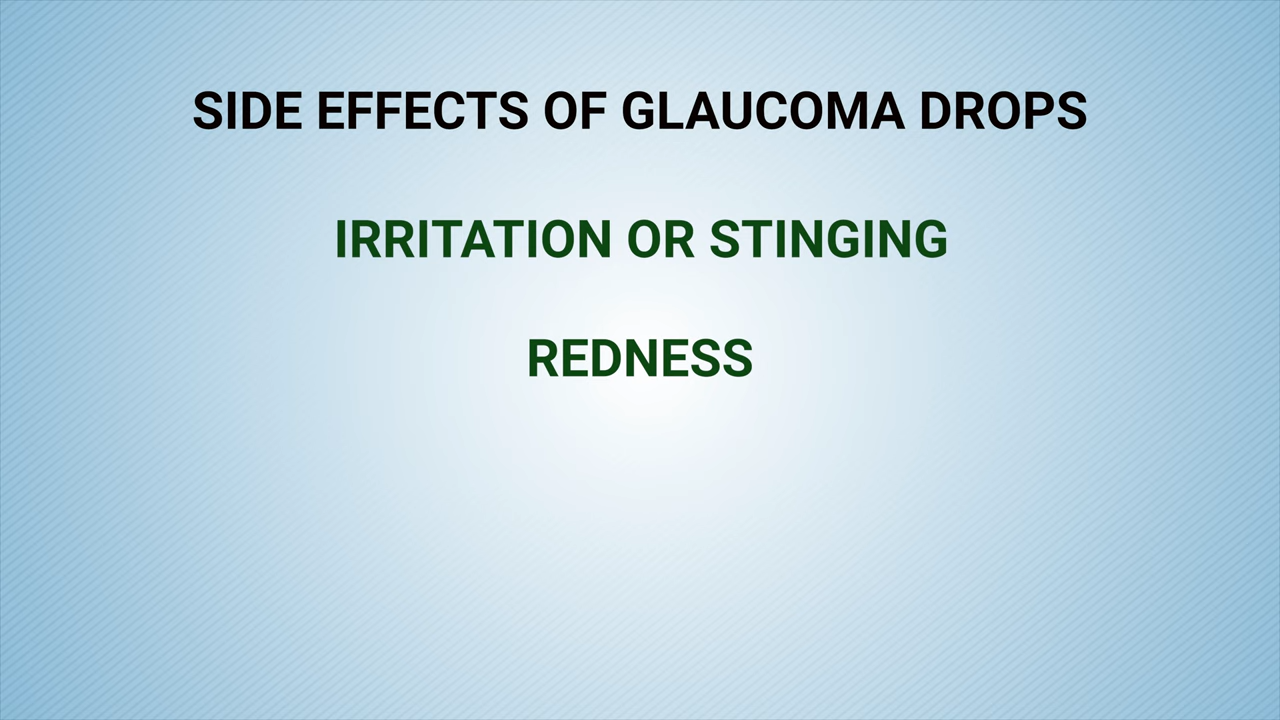 SIDE EFFECTS OF GLAUCOMA DROPS
IRRITATION OR STINGING
REDNESS